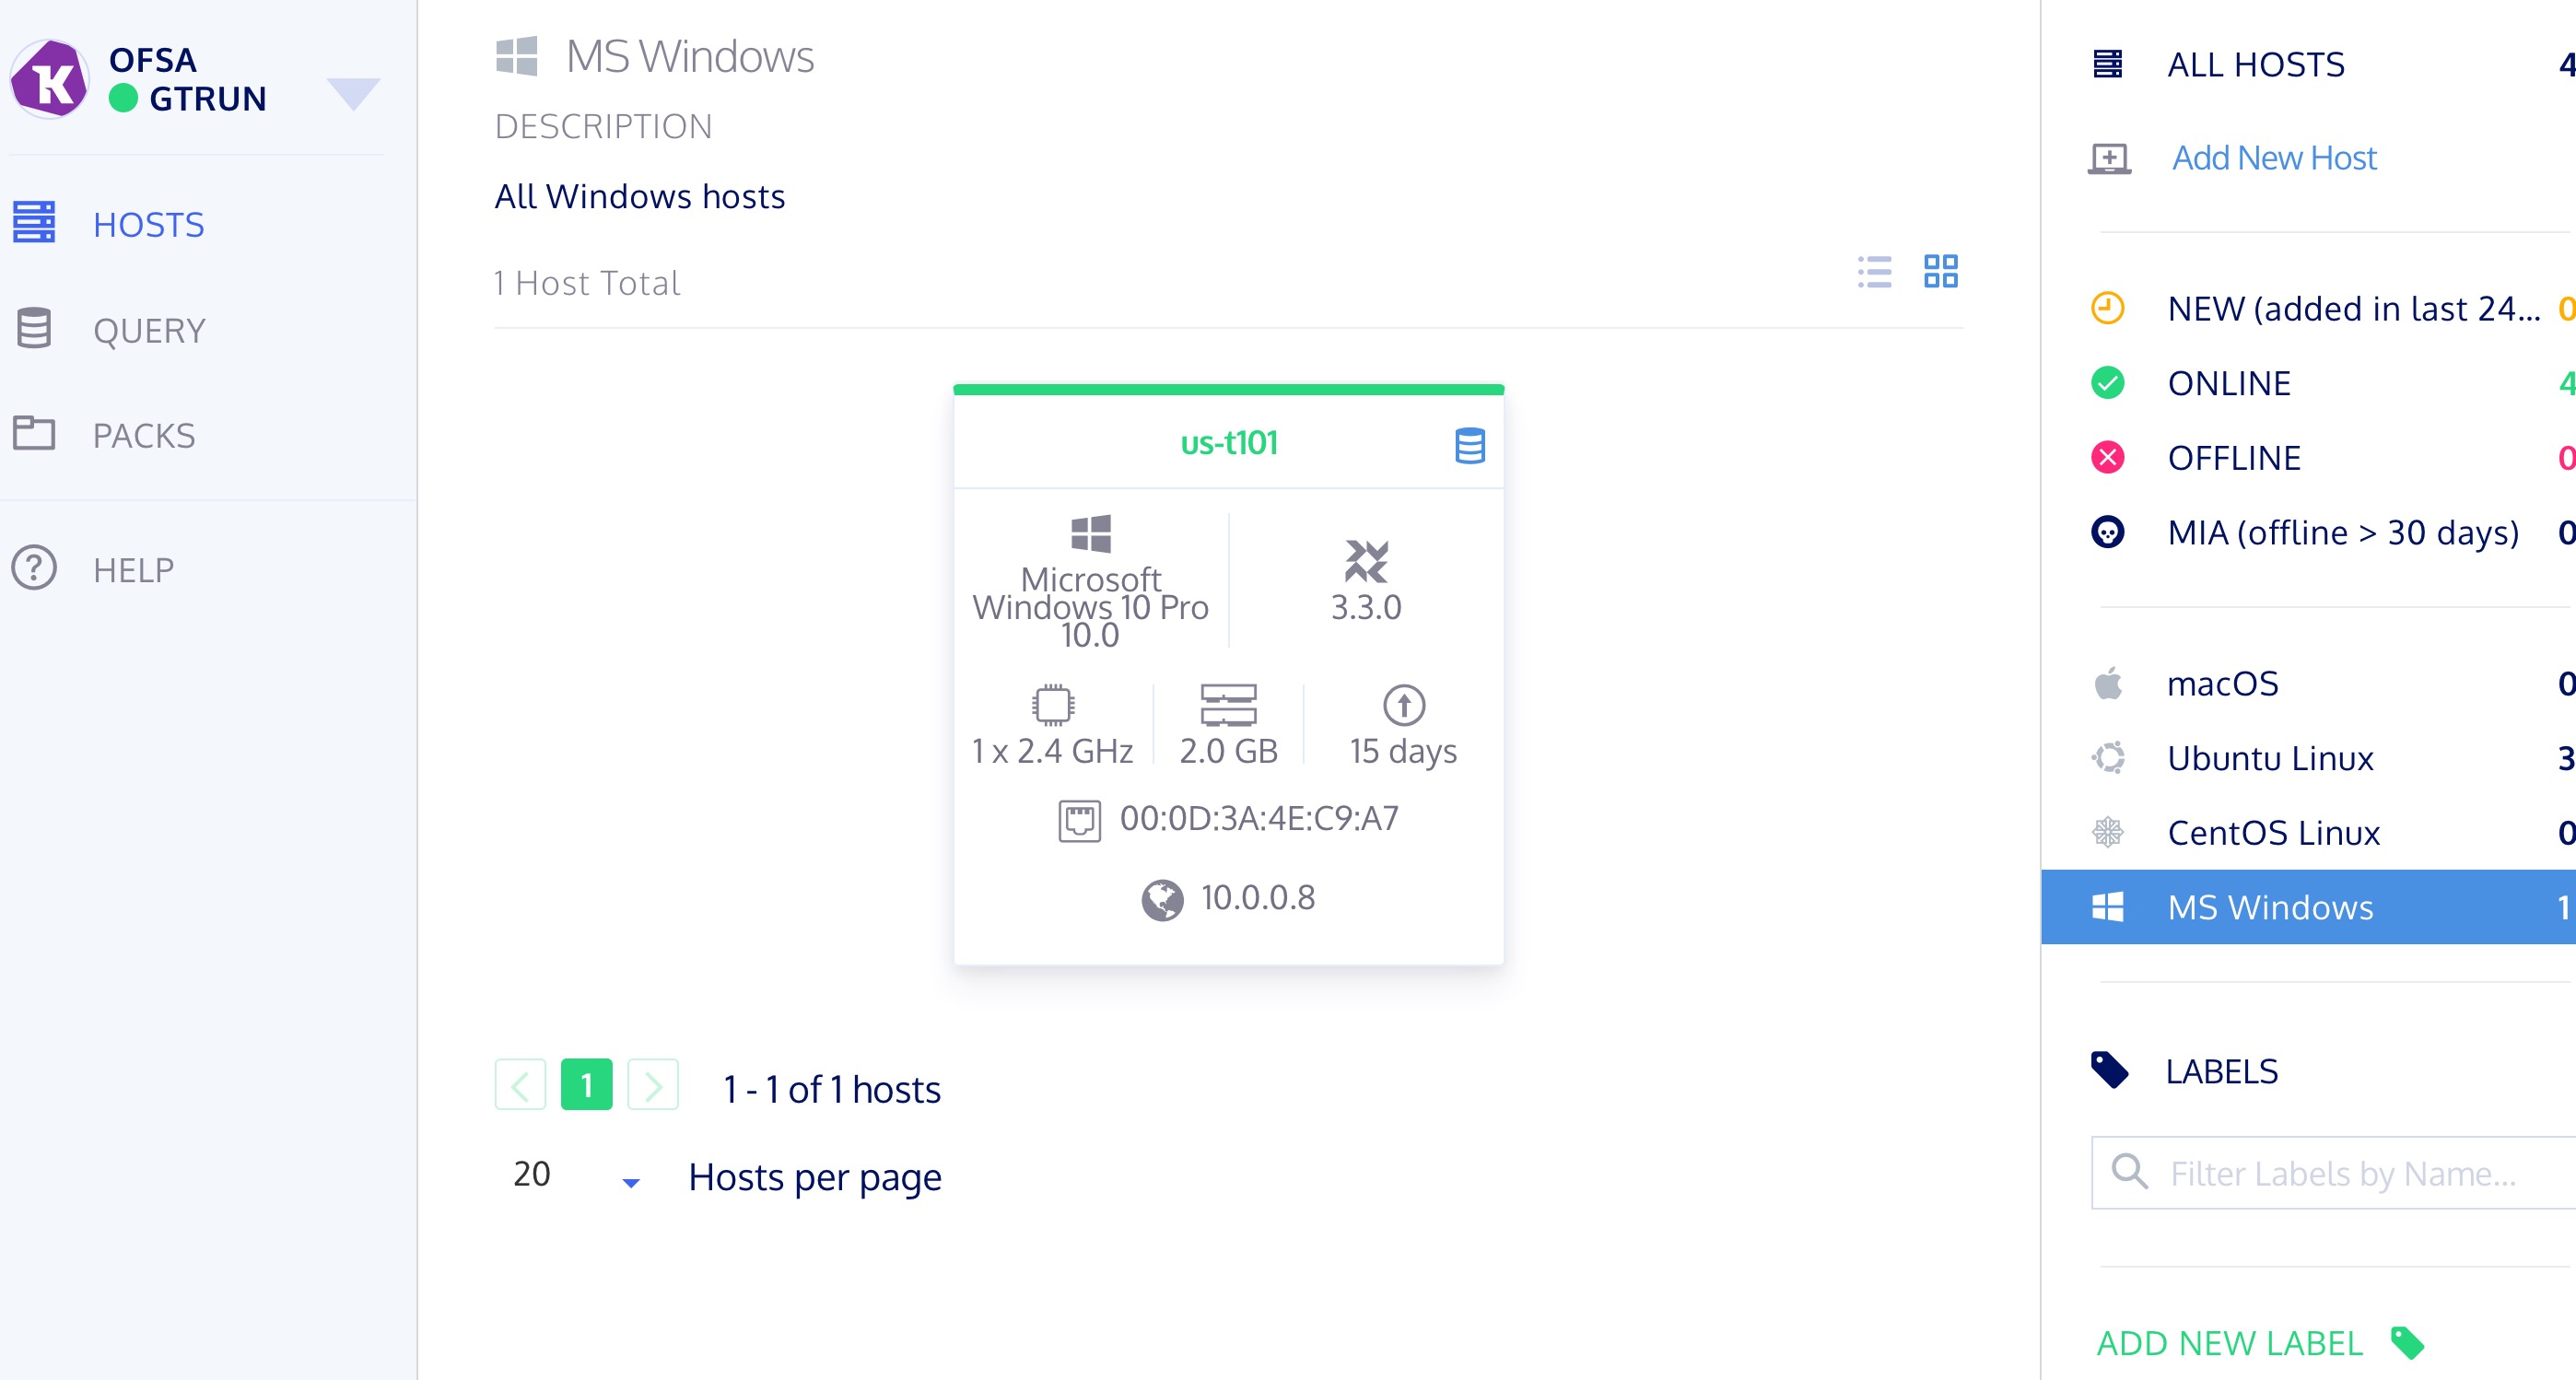 OFSA
GTRUN
HOSTS
QUERY
PACKS
HELP
MS Windows
DESCRIPTION
All Windows hosts
1 Host Total
us-t101
Microsoft
Windows 10 Pro
10.0
3.3.0
1 x 2.4 GHz
2.0 GB
15 days
00:0D:3A:4E:C9:A7
10.0.0.8
1
1 - 1 of 1 hosts
20
Hosts per page
ALL HOSTS 4
Add New Host
NEW (added in last 24... 0
ONLINE 4
OFFLINE 0
MIA (offline > 30 days) 0
macOS 0
Ubuntu Linux 3
CentOS Linux 0
MS Windows 1
LABELS
Filter Labels by Name...
ADD NEW LABEL